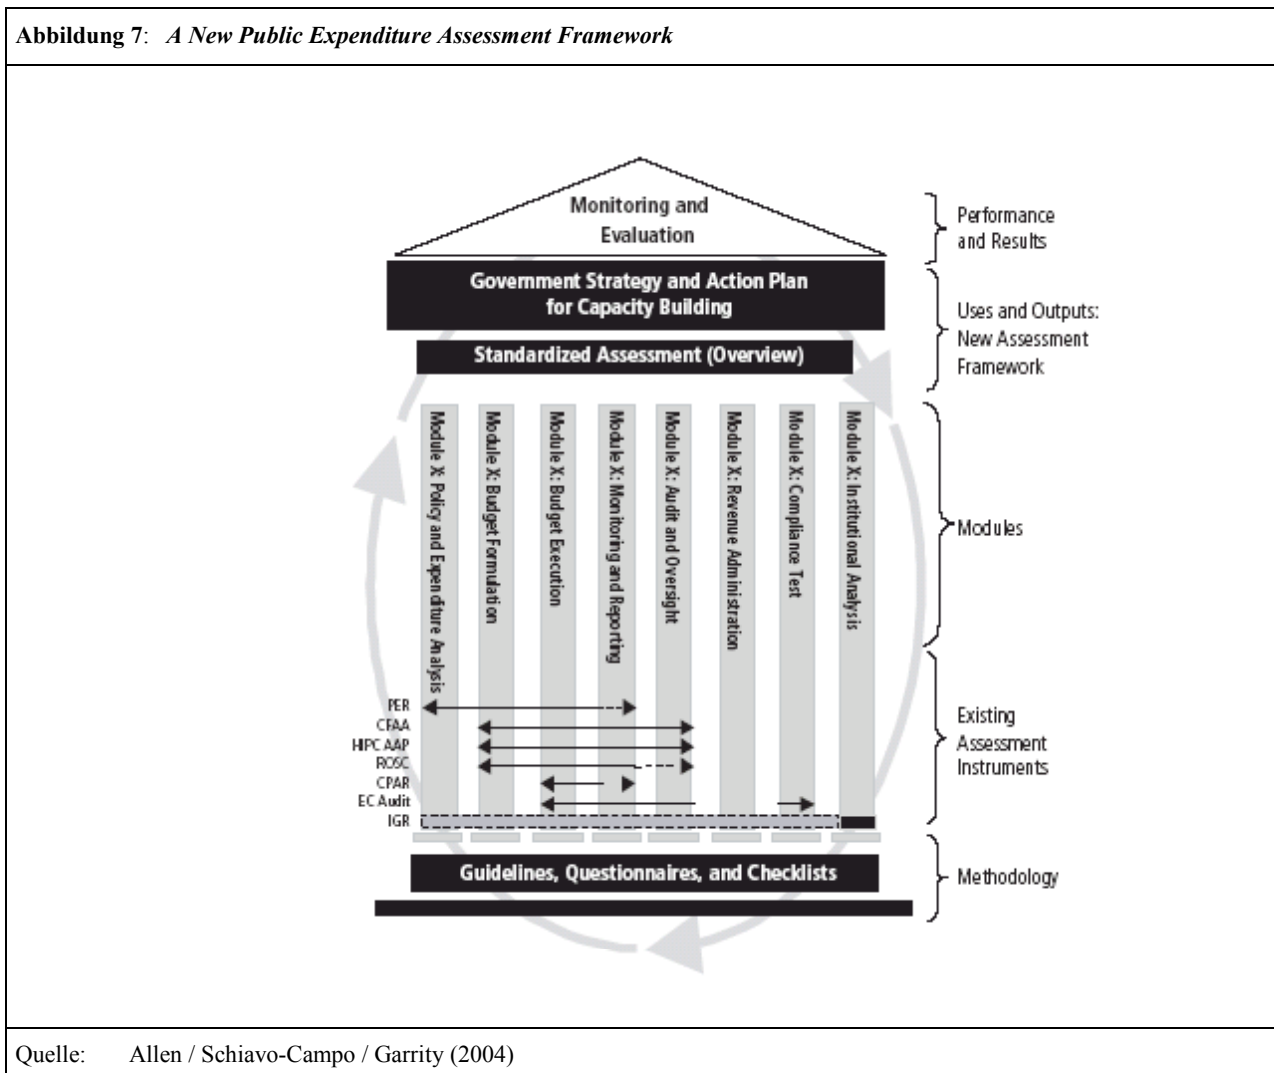 Abbildung 7: A New Public Expenditure Assessment Framework
Monitoring and
Evaluation
Performance
and Results
Government Strategy and Action Plan
for Capacity Building
Standardized Assessment (Overview)
Uses and Outputs:
New Assessment
Framework
Module X: Policy and Expenditure Analysis
Module X: Budget Formulation
Module X: Budget Execution
Module X: Monitoring and Reporting
Module X: Audit and Oversight
Module X: Revenue Administration
Module X: Compliance Test
Module X: Institutional Analysis
Modules
PER
CFAA
HIPC AAP
ROSC
CPAR
EC Audit
IGR
Existing
Assessment
Instruments
Guidelines, Questionnaires, and Checklists
Methodology
Quelle: Allen / Schiavo-Campo / Garrity (2004)